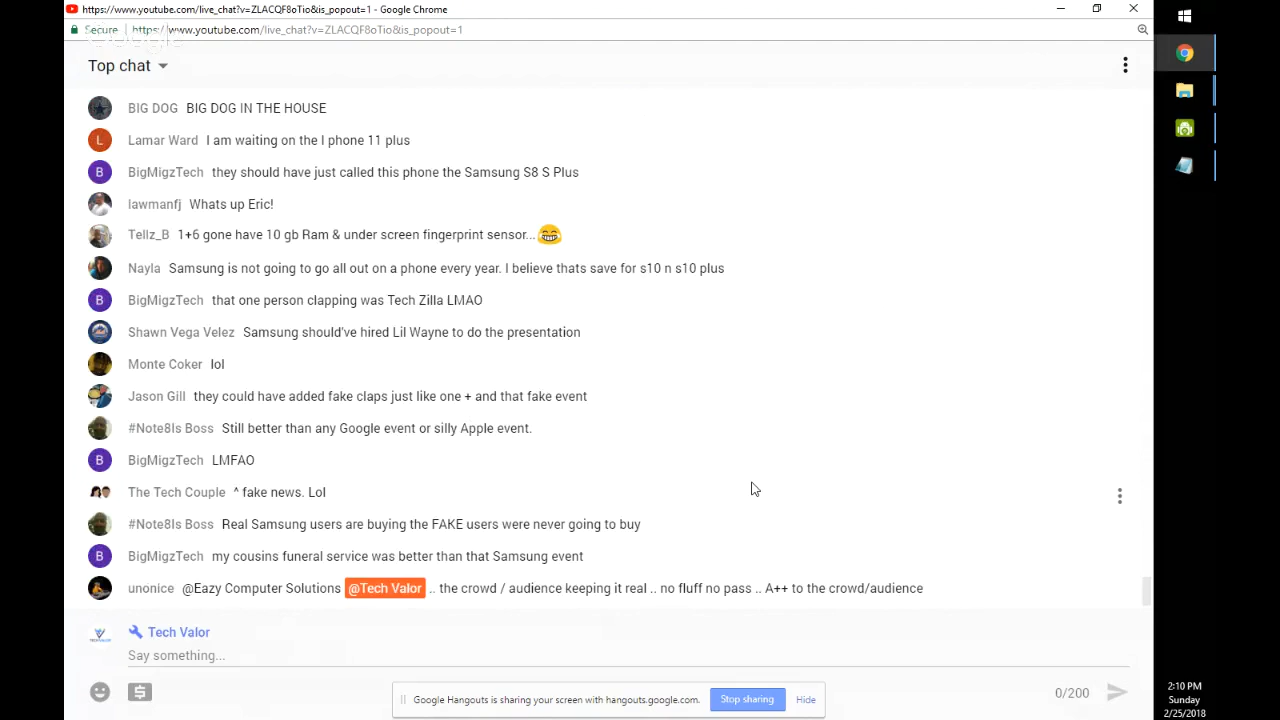 https://www.youtube.com/live_chat?v=ZLACQF8oTio&is_popout=1 - Google Chrome
Secure https://www.youtube.com/live_chat?v=ZLACQF8oTio&is_popout=1
Top chat
BIG DOG BIG DOG IN THE HOUSE
L Lamar Ward I am waiting on the I phone 11 plus
B BigMigzTech they should have just called this phone the Samsung S8 S Plus
lawmanfj Whats up Eric!
Tellz_B 1+6 gone have 10 gb Ram & under screen fingerprint sensor... 😂
Nayla Samsung is not going to go all out on a phone every year. I believe thats save for s10 n s10 plus
B BigMigzTech that one person clapping was Tech Zilla LMAO
Shawn Vega Velez Samsung should've hired Lil Wayne to do the presentation
Monte Coker lol
Jason Gill they could have added fake claps just like one + and that fake event
#Note8Is Boss Still better than any Google event or silly Apple event.
B BigMigzTech LMFAO
The Tech Couple ^ fake news. Lol
#Note8Is Boss Real Samsung users are buying the FAKE users were never going to buy
B BigMigzTech my cousins funeral service was better than that Samsung event
unonice @Eazy Computer Solutions @Tech Valor .. the crowd / audience keeping it real .. no fluff no pass .. A++ to the crowd/audience
Tech Valor
Say something...
0/200
Google Hangouts is sharing your screen with hangouts.google.com. Stop sharing Hide
2:10 PM
Sunday
2/25/2018